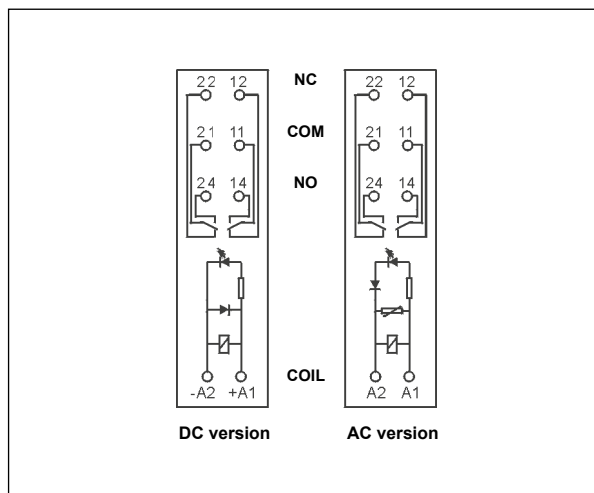 22 12 NC 22 12
21 11 COM 21 11
24 14 NO 24 14
COIL
-A2 +A1 A2 A1
DC version AC version